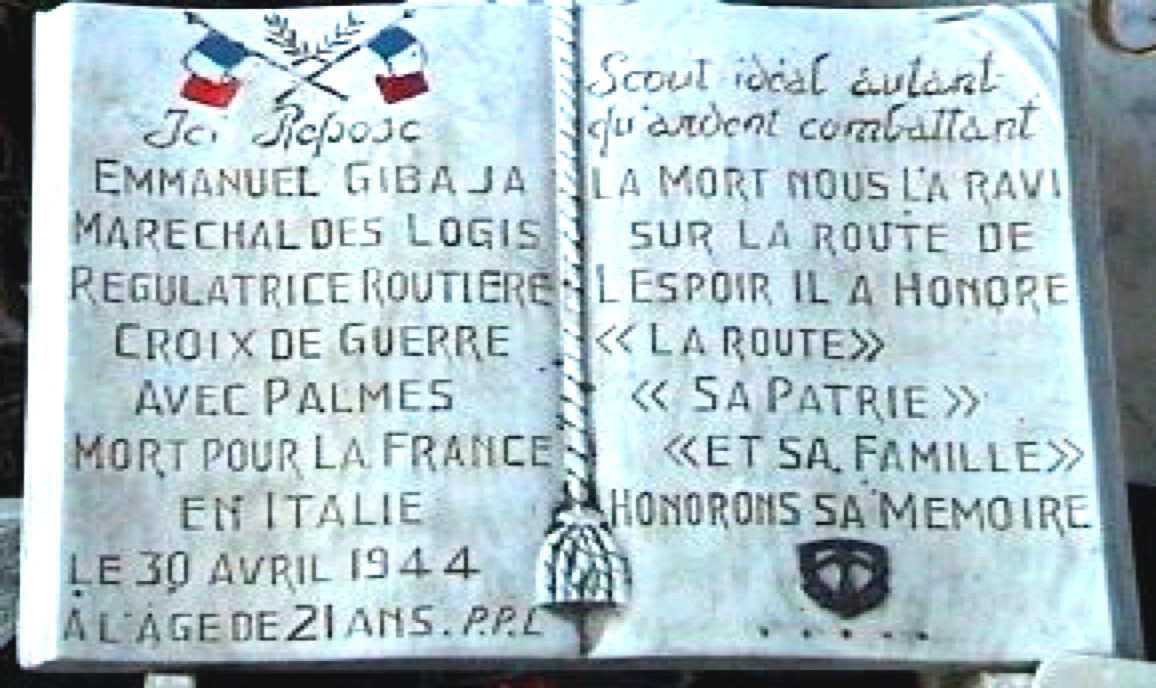 Ici Repose
EMMANUEL GIBAJA
MARECHAL DES LOGIS
REGULATRICE ROUTIERE
CROIX DE GUERRE
AVEC PALMES
MORT POUR LA FRANCE
EN ITALIE
LE 30 AVRIL 1944
A L'AGE DE 21 ANS. P.P.L
Scout idéal autant
qu'ardent combattant
LA MORT NOUS L'A RAVI
SUR LA ROUTE DE
L ESPOIR IL A HONORE
«LA ROUTE»
«SA PATRIE»
«ET SA FAMILLE»
HONORONS SA MEMOIRE